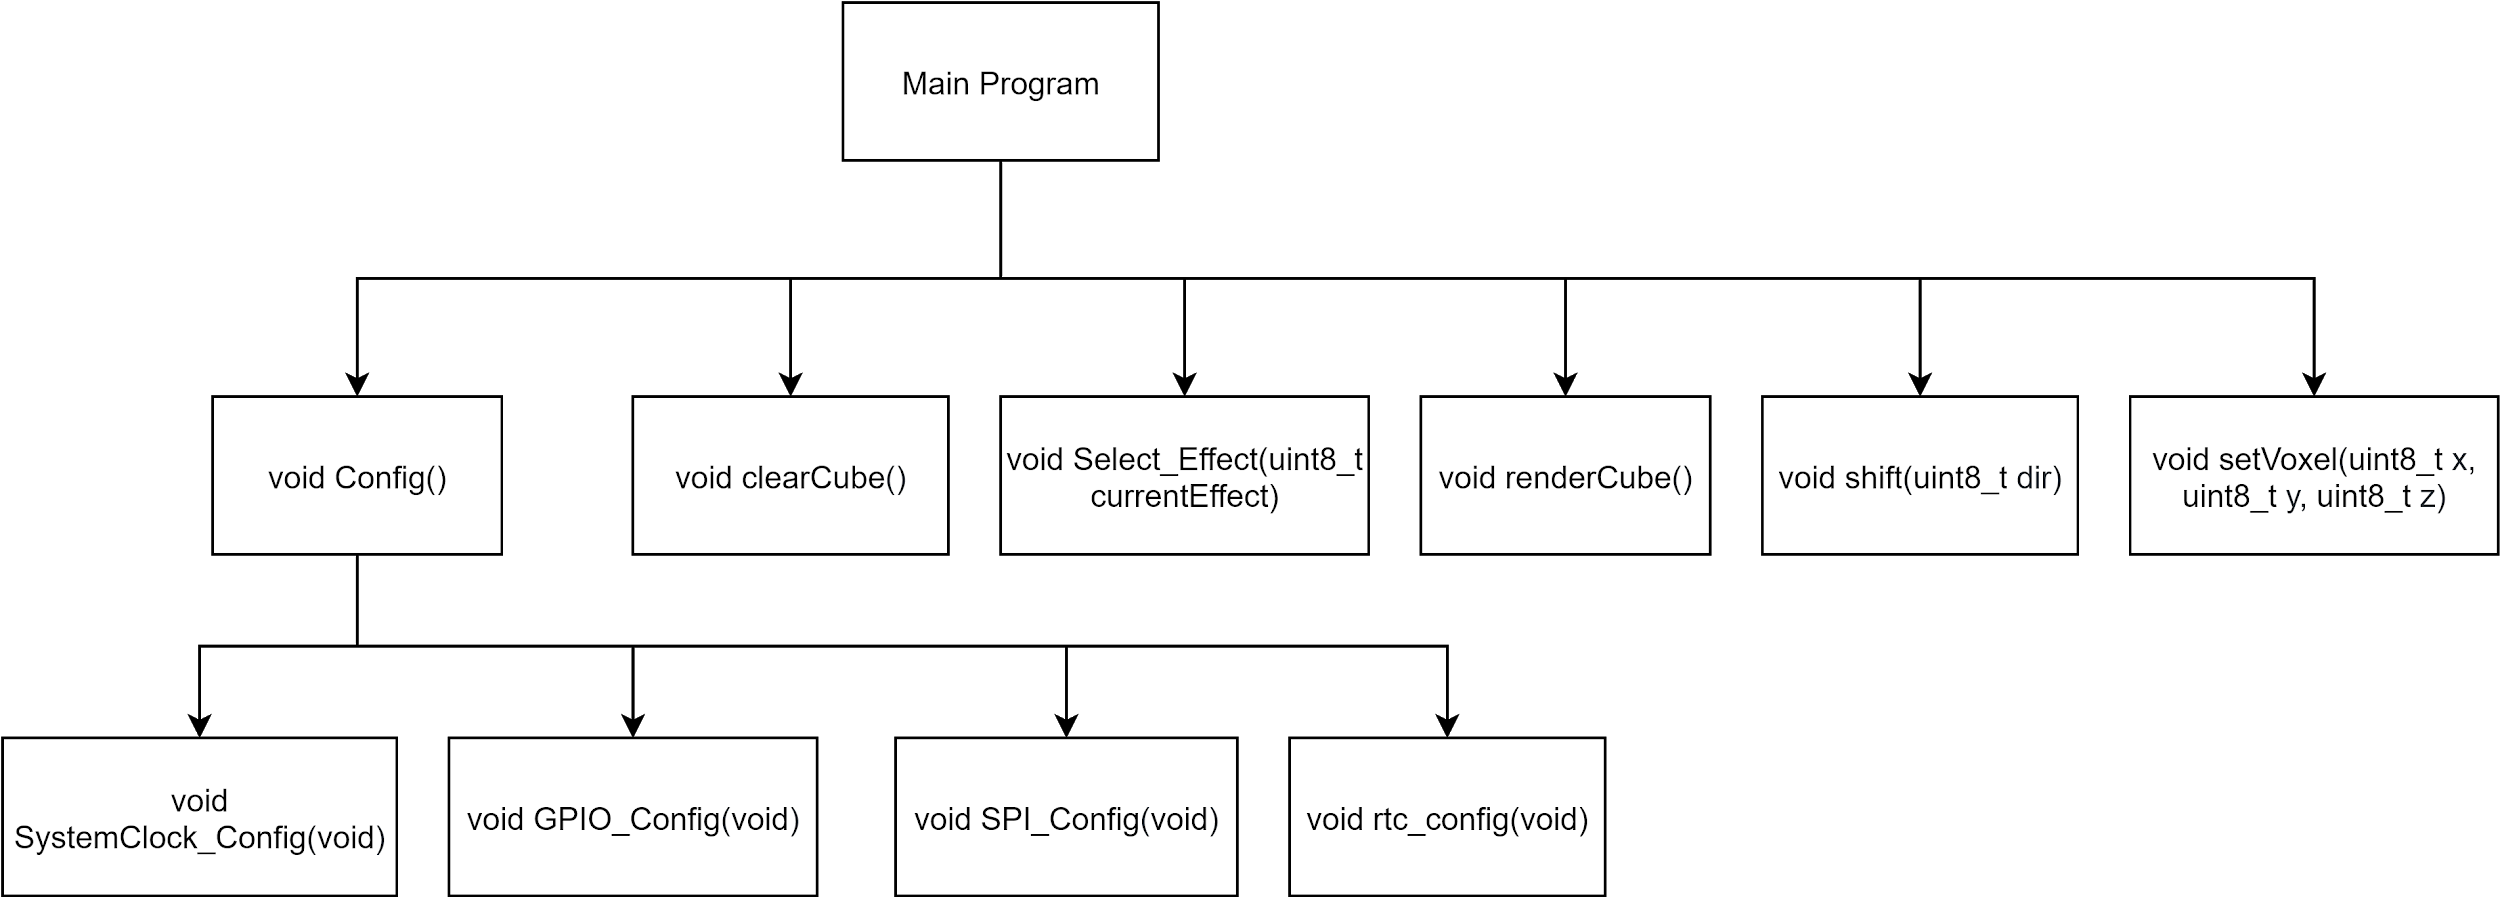 Main Program
void Config()
void clearCube()
void Select_Effect(uint8_t
currentEffect)
void renderCube()
void shift(uint8_t dir)
void setVoxel(uint8_t x,
uint8_t y, uint8_t z)
void
SystemClock_Config(void)
void GPIO_Config(void)
void SPI_Config(void)
void rtc_config(void)